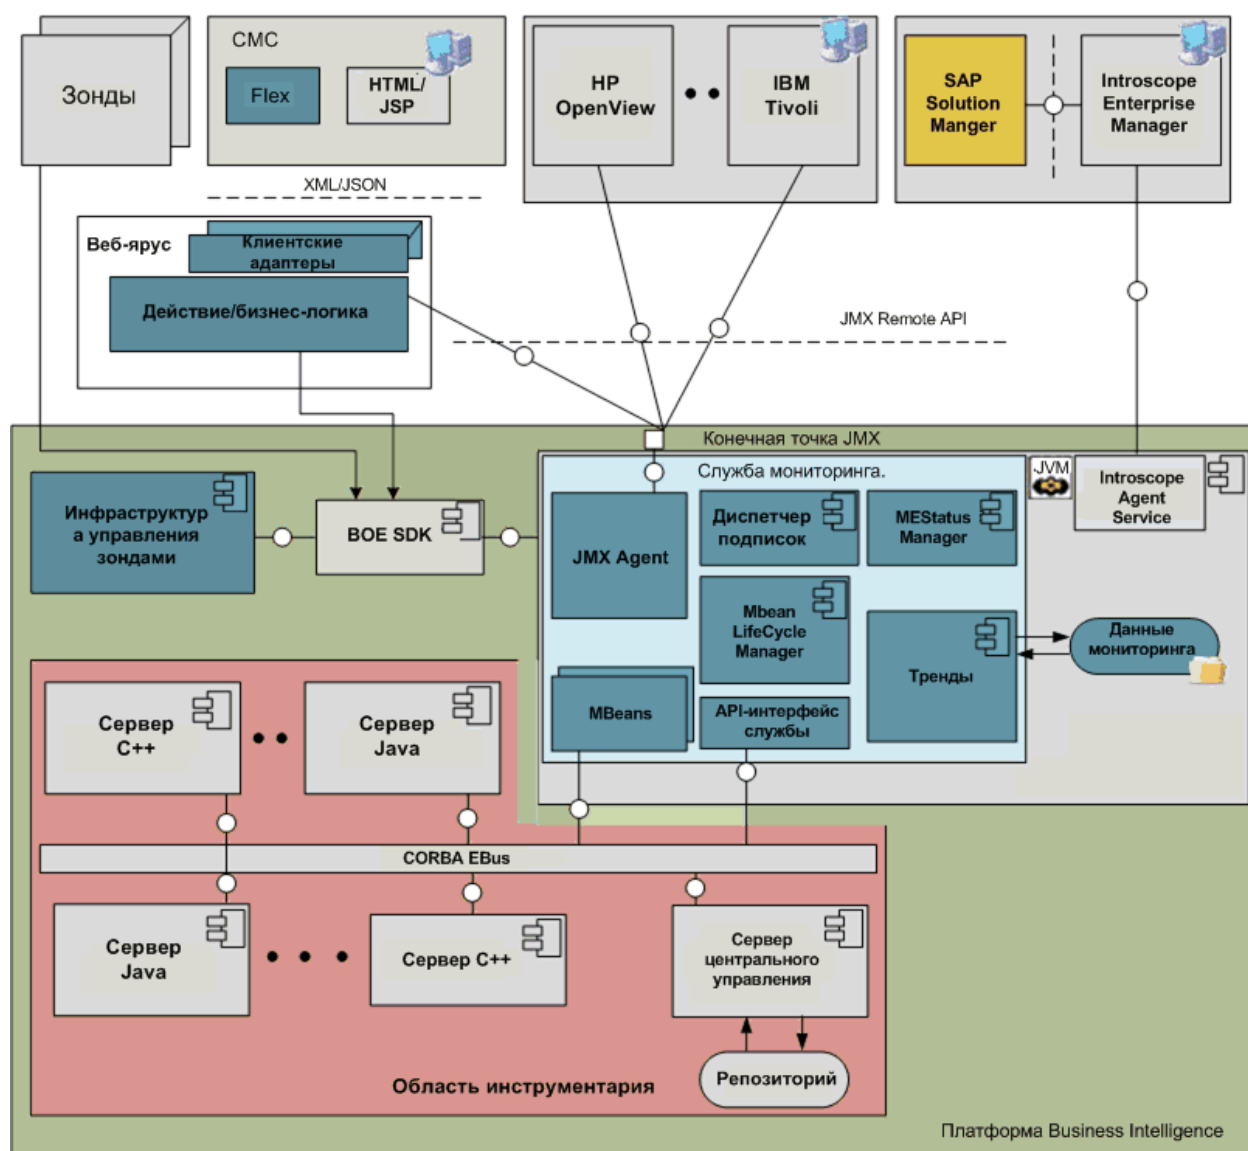 Зонды
CMC
Flex
HTML/
JSP
HP
OpenView
IBM
Tivoli
SAP
Solution
Manger
Introscope
Enterprise
Manager
XML/JSON
Веб-ярус
Клиентские
адаптеры
Действие/бизнес-логика
JMX Remote API
Конечная точка JMX
Служба мониторинга.
JVM
Introscope
Agent
Service
Инфраструктур
а управления
зондами
BOE SDK
JMX Agent
Диспетчер
подписок
MEStatus
Manager
Mbean
LifeCycle
Manager
Тренды
Данные
мониторинга
MBeans
API-интерфейс
службы
Сервер
C++
Сервер
Java
CORBA EBus
Сервер
Java
Сервер C++
Сервер
центрального
управления
Репозиторий
Область инструментария
Платформа Business Intelligence